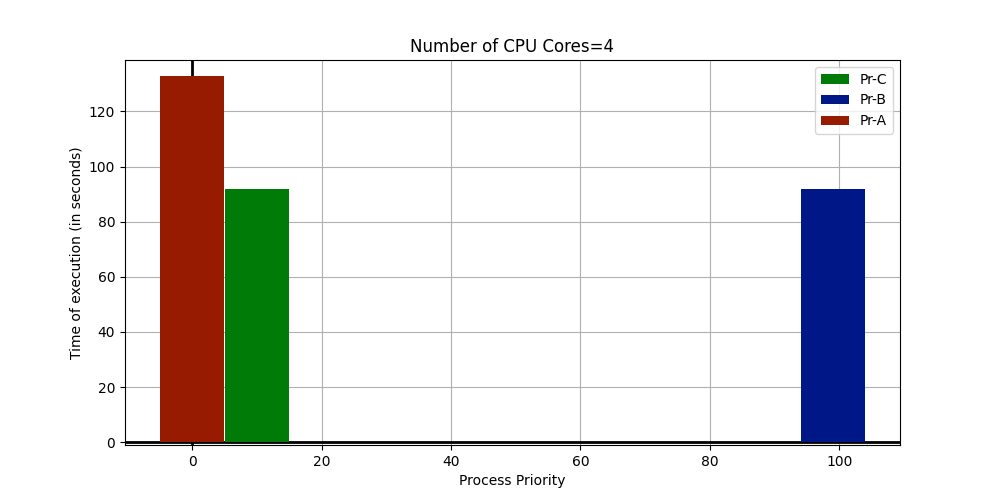 Number of CPU Cores=4
Pr-C
Pr-B
Pr-A
120
100
80
60
40
20
0
Time of execution (in seconds)
0 20 40 60 80 100
Process Priority